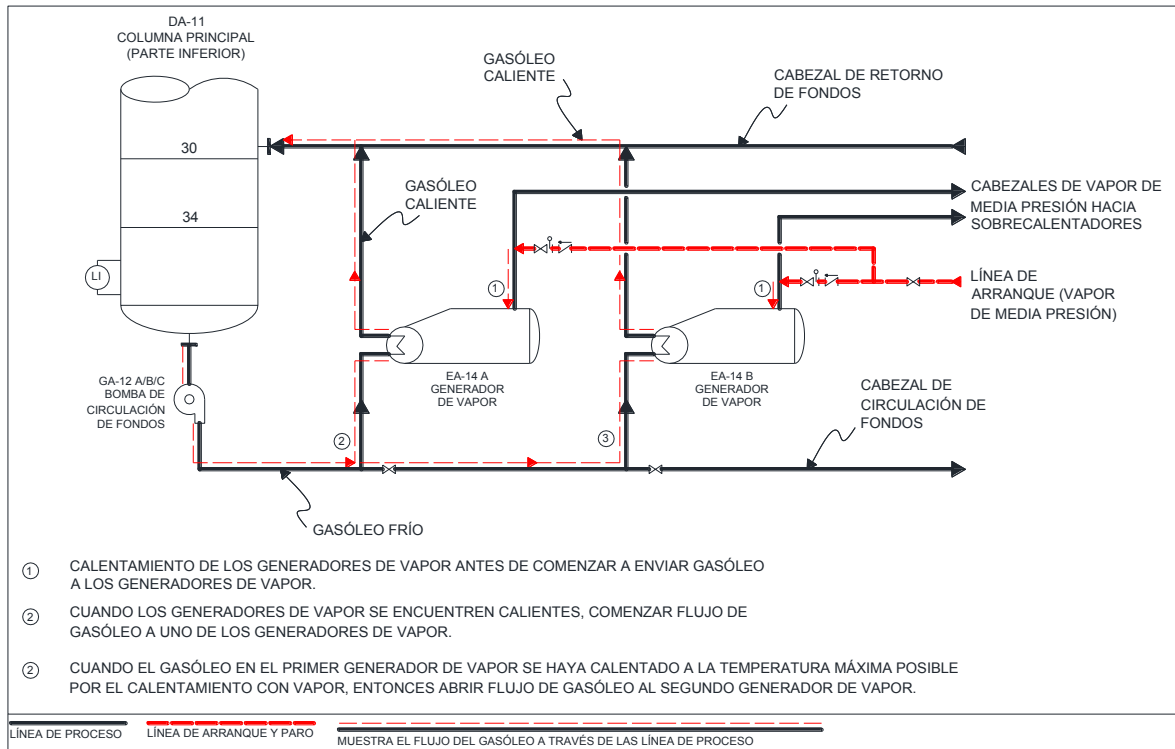 DA-11
COLUMNA PRINCIPAL
(PARTE INFERIOR)
GASÓLEO
CALIENTE
CABEZAL DE RETORNO
DE FONDOS
30
34
LI
GASÓLEO
CALIENTE
CABEZALES DE VAPOR DE
MEDIA PRESIÓN HACIA
SOBRECALENTADORES
LÍNEA DE
ARRANQUE (VAPOR
DE MEDIA PRESIÓN)
1
1
GA-12 A/B/C
BOMBA DE
CIRCULACIÓN
DE FONDOS
EA-14 A
GENERADOR
DE VAPOR
EA-14 B
GENERADOR
DE VAPOR
CABEZAL DE
CIRCULACIÓN DE
FONDOS
2
3
GASÓLEO FRÍO
1 CALENTAMIENTO DE LOS GENERADORES DE VAPOR ANTES DE COMENZAR A ENVIAR GASÓLEO
A LOS GENERADORES DE VAPOR.
2 CUANDO LOS GENERADORES DE VAPOR SE ENCUENTREN CALIENTES, COMENZAR FLUJO DE
GASÓLEO A UNO DE LOS GENERADORES DE VAPOR.
2 CUANDO EL GASÓLEO EN EL PRIMER GENERADOR DE VAPOR SE HAYA CALENTADO A LA TEMPERATURA MÁXIMA POSIBLE
POR EL CALENTAMIENTO CON VAPOR, ENTONCES ABRIR FLUJO DE GASÓLEO AL SEGUNDO GENERADOR DE VAPOR.
LÍNEA DE PROCESO
LÍNEA DE ARRANQUE Y PARO
MUESTRA EL FLUJO DEL GASÓLEO A TRAVÉS DE LAS LÍNEA DE PROCESO